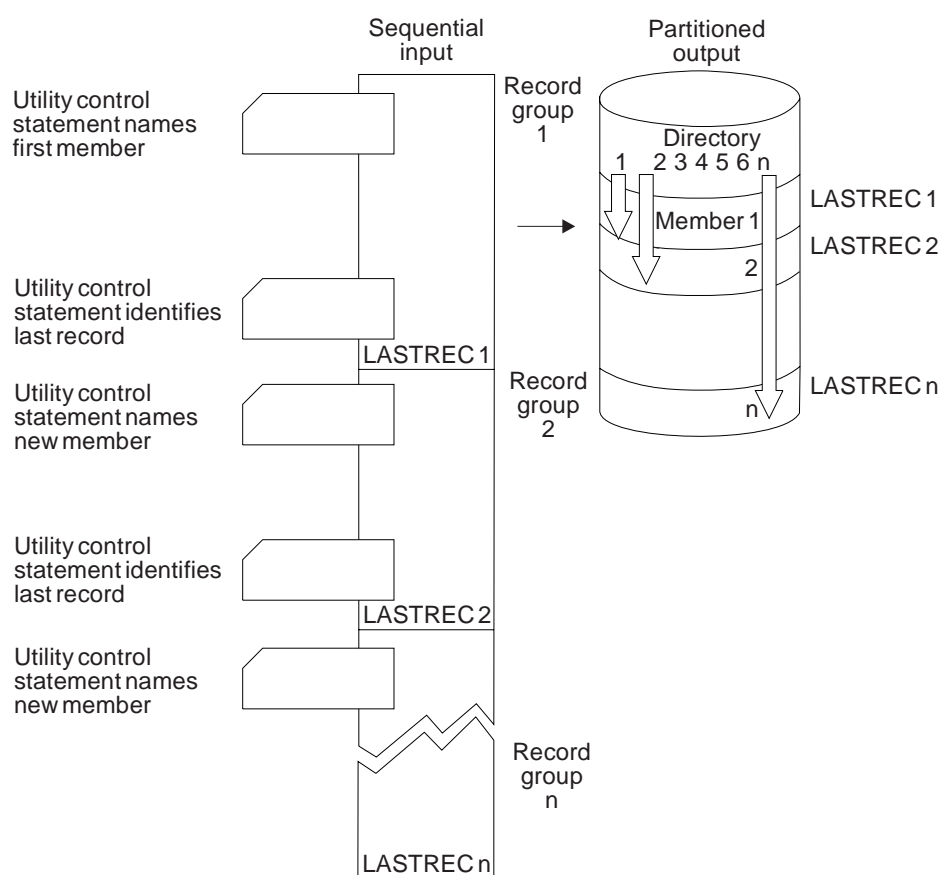 Sequential
input
Partitioned
output
Utility control
statement names
first member
Record
group
1
Directory
1 2 3 4 5 6 n
LASTREC 1
Member 1
LASTREC 2
2
Utility control
statement identifies
last record
LASTREC 1
Utility control
statement names
new member
Record
group
2
LASTREC n
n
Utility control
statement identifies
last record
LASTREC 2
Utility control
statement names
new member
Record
group
n
LASTREC n